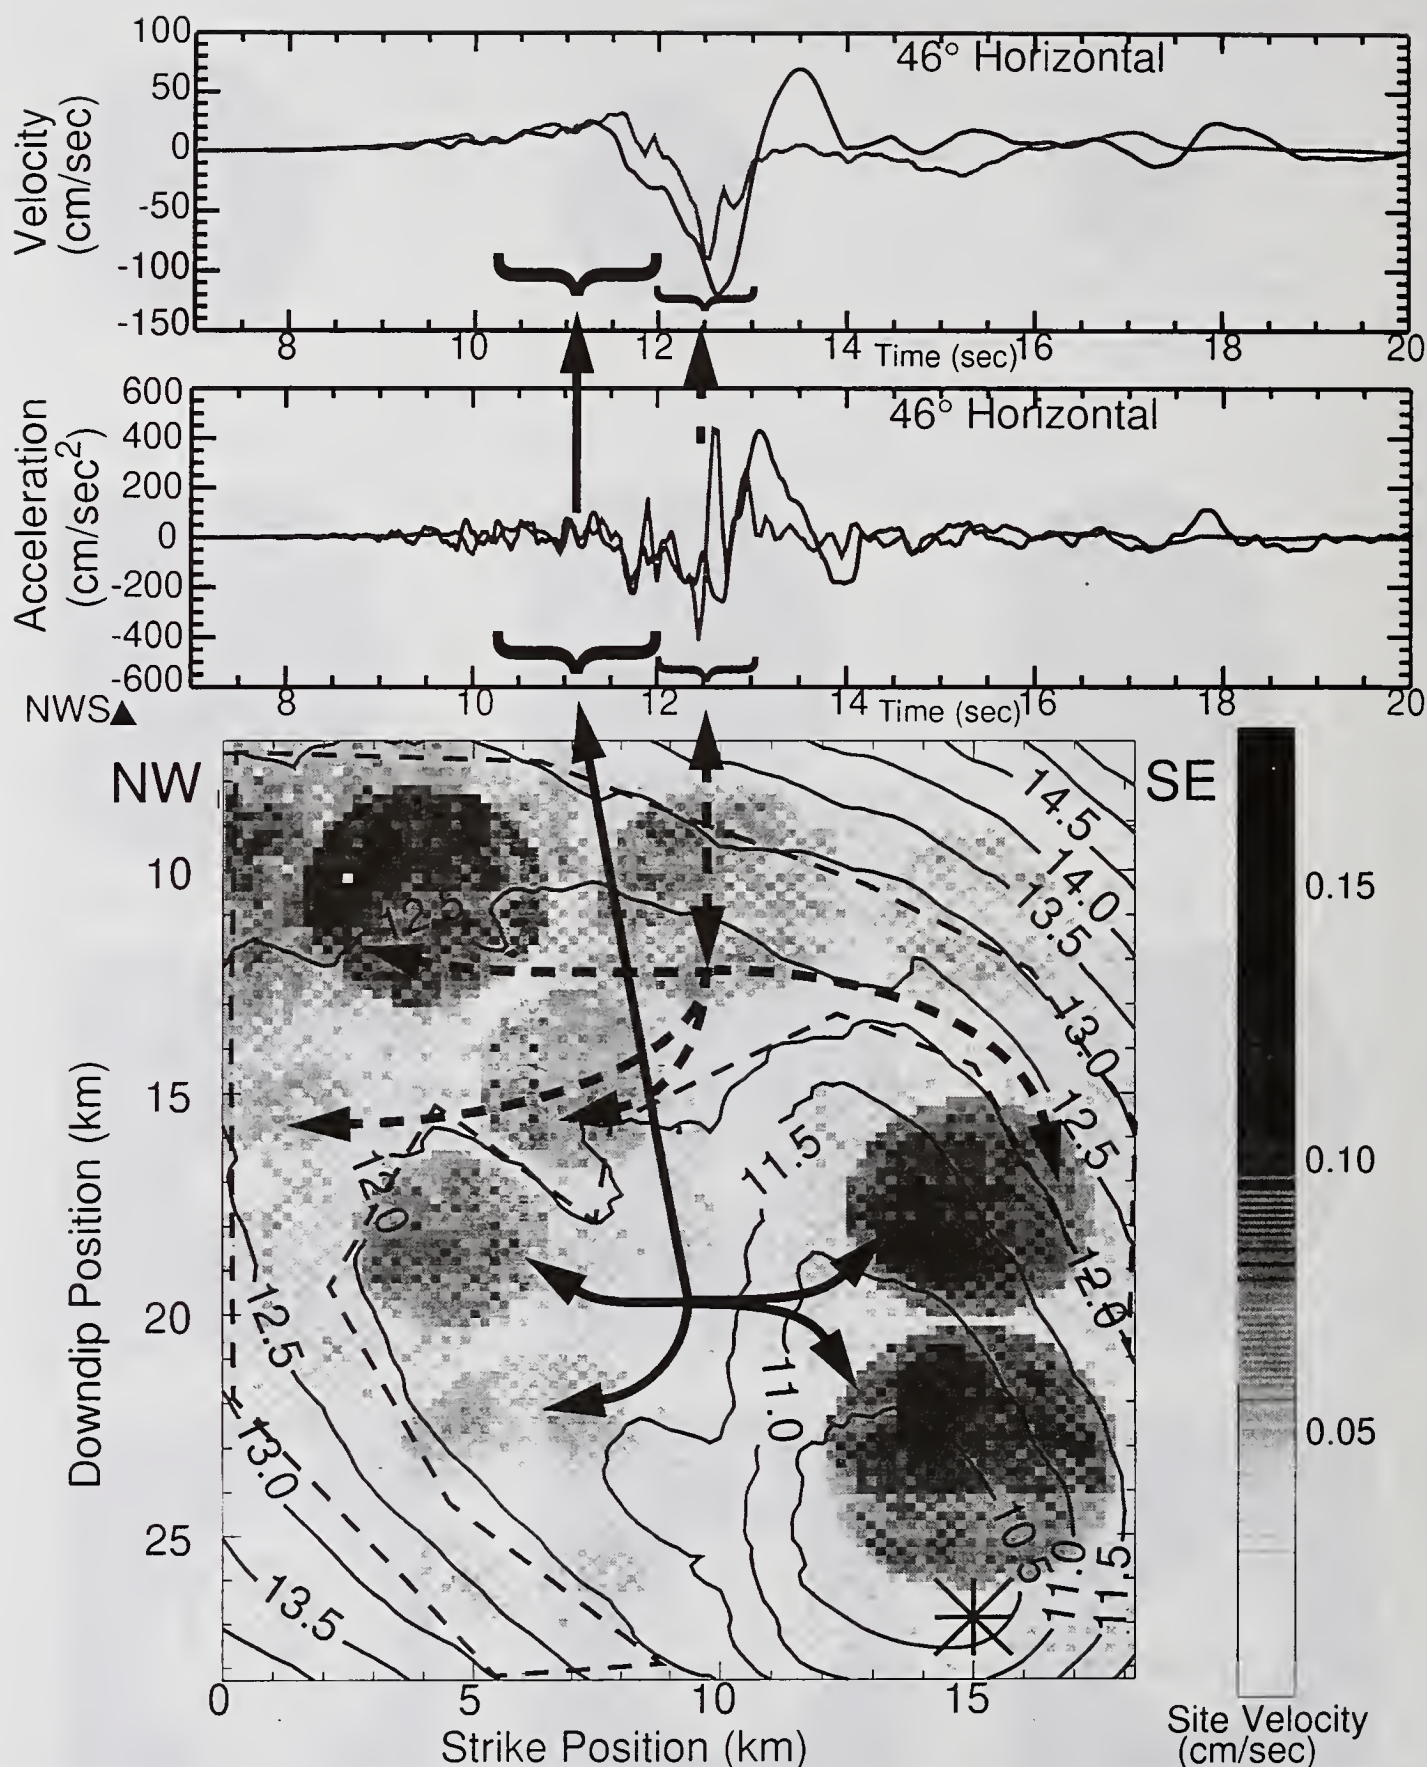 100
50
0
-50
-100
-150
Velocity
(cm/sec)
46° Horizontal
8 10 12 14 Time (sec) 16 18 20
600
400
200
0
-200
-400
-600
Acceleration
(cm/sec²)
46° Horizontal
8 10 12 14 Time (sec) 16 18 20
NWS▲
NW
SE
14.5
14.0
13.5
13.0
12.5
12.0
12.5
11.5
12.0
12.5
13.0
13.5
11.0
10.5
11.0
11.5
10
15
20
25
Downdip Position (km)
0 5 10 15
Strike Position (km)
0.15
0.10
0.05
Site Velocity
(cm/sec)